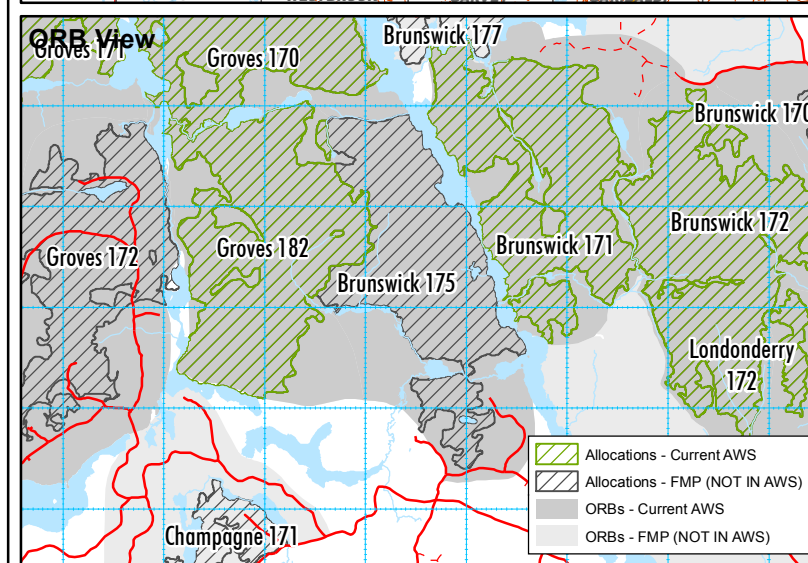 ORB View
Groves 171
Groves 170
Brunswick 177
Brunswick 170
Groves 172
Groves 182
Brunswick 175
Brunswick 171
Brunswick 172
Londonderry
172
Champagne 171
Allocations - Current AWS
Allocations - FMP (NOT IN AWS)
ORBs - Current AWS
ORBs - FMP (NOT IN AWS)